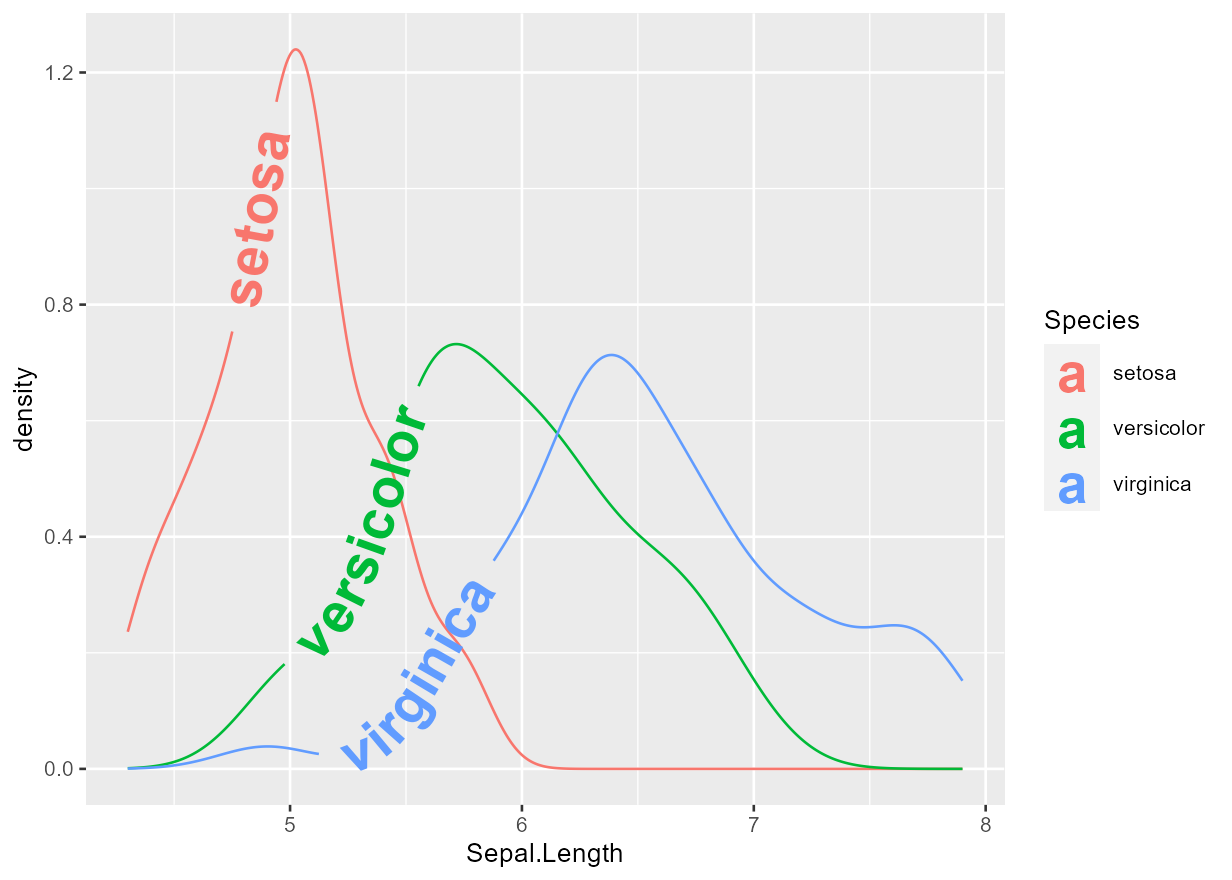 1.2
0.8
0.4
0.0
density
setosa
versicolor
virginica
5
6
7
8
Sepal.Length
Species
a setosa
a versicolor
a virginica